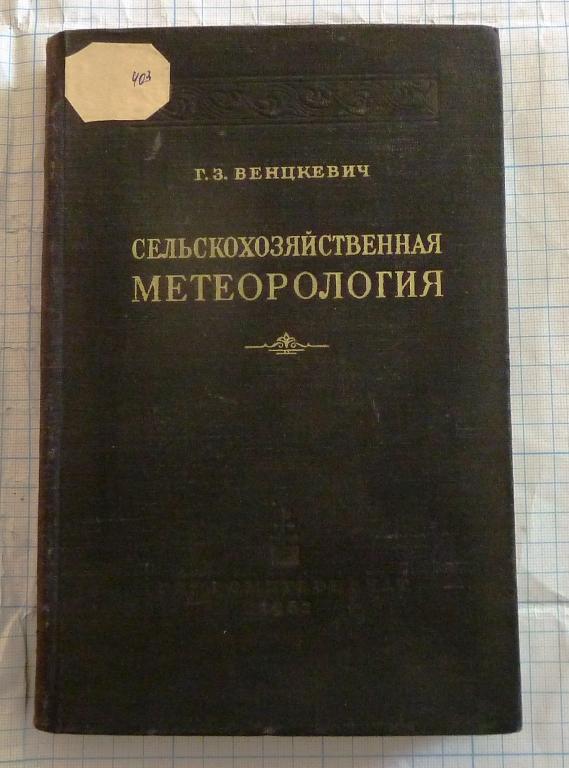 403
Г. З. ВЕНЦКЕВИЧ
СЕЛЬСКОХОЗЯЙСТВЕННАЯ
МЕТЕОРОЛОГИЯ